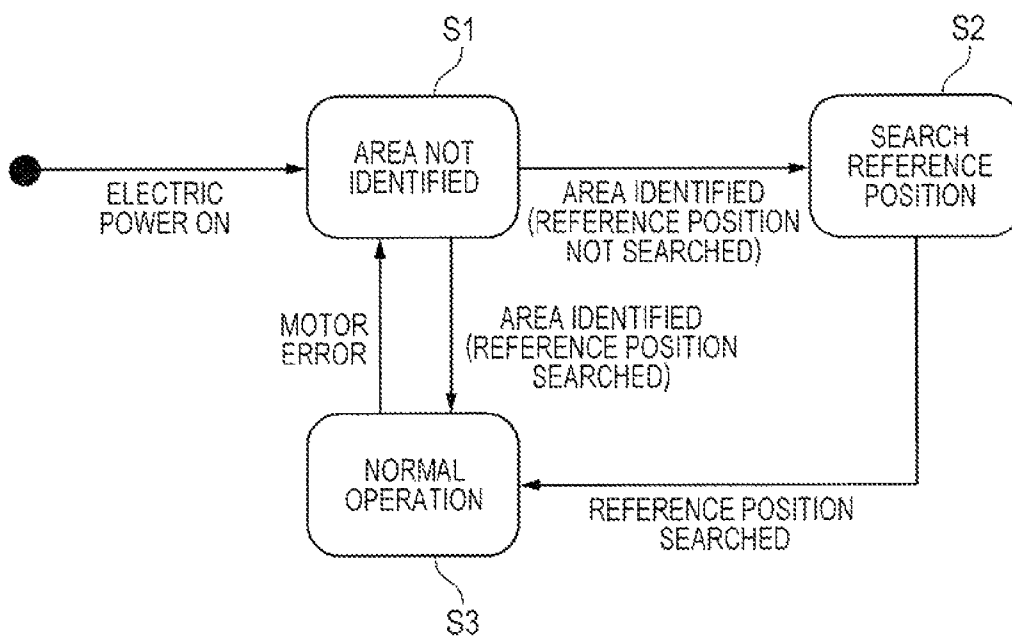 S1
S2
AREA NOT
IDENTIFIED
SEARCH
REFERENCE
POSITION
ELECTRIC
POWER ON
AREA IDENTIFIED
(REFERENCE POSITION
NOT SEARCHED)
MOTOR
ERROR
AREA IDENTIFIED
(REFERENCE POSITION
SEARCHED)
NORMAL
OPERATION
REFERENCE POSITION
SEARCHED
S3